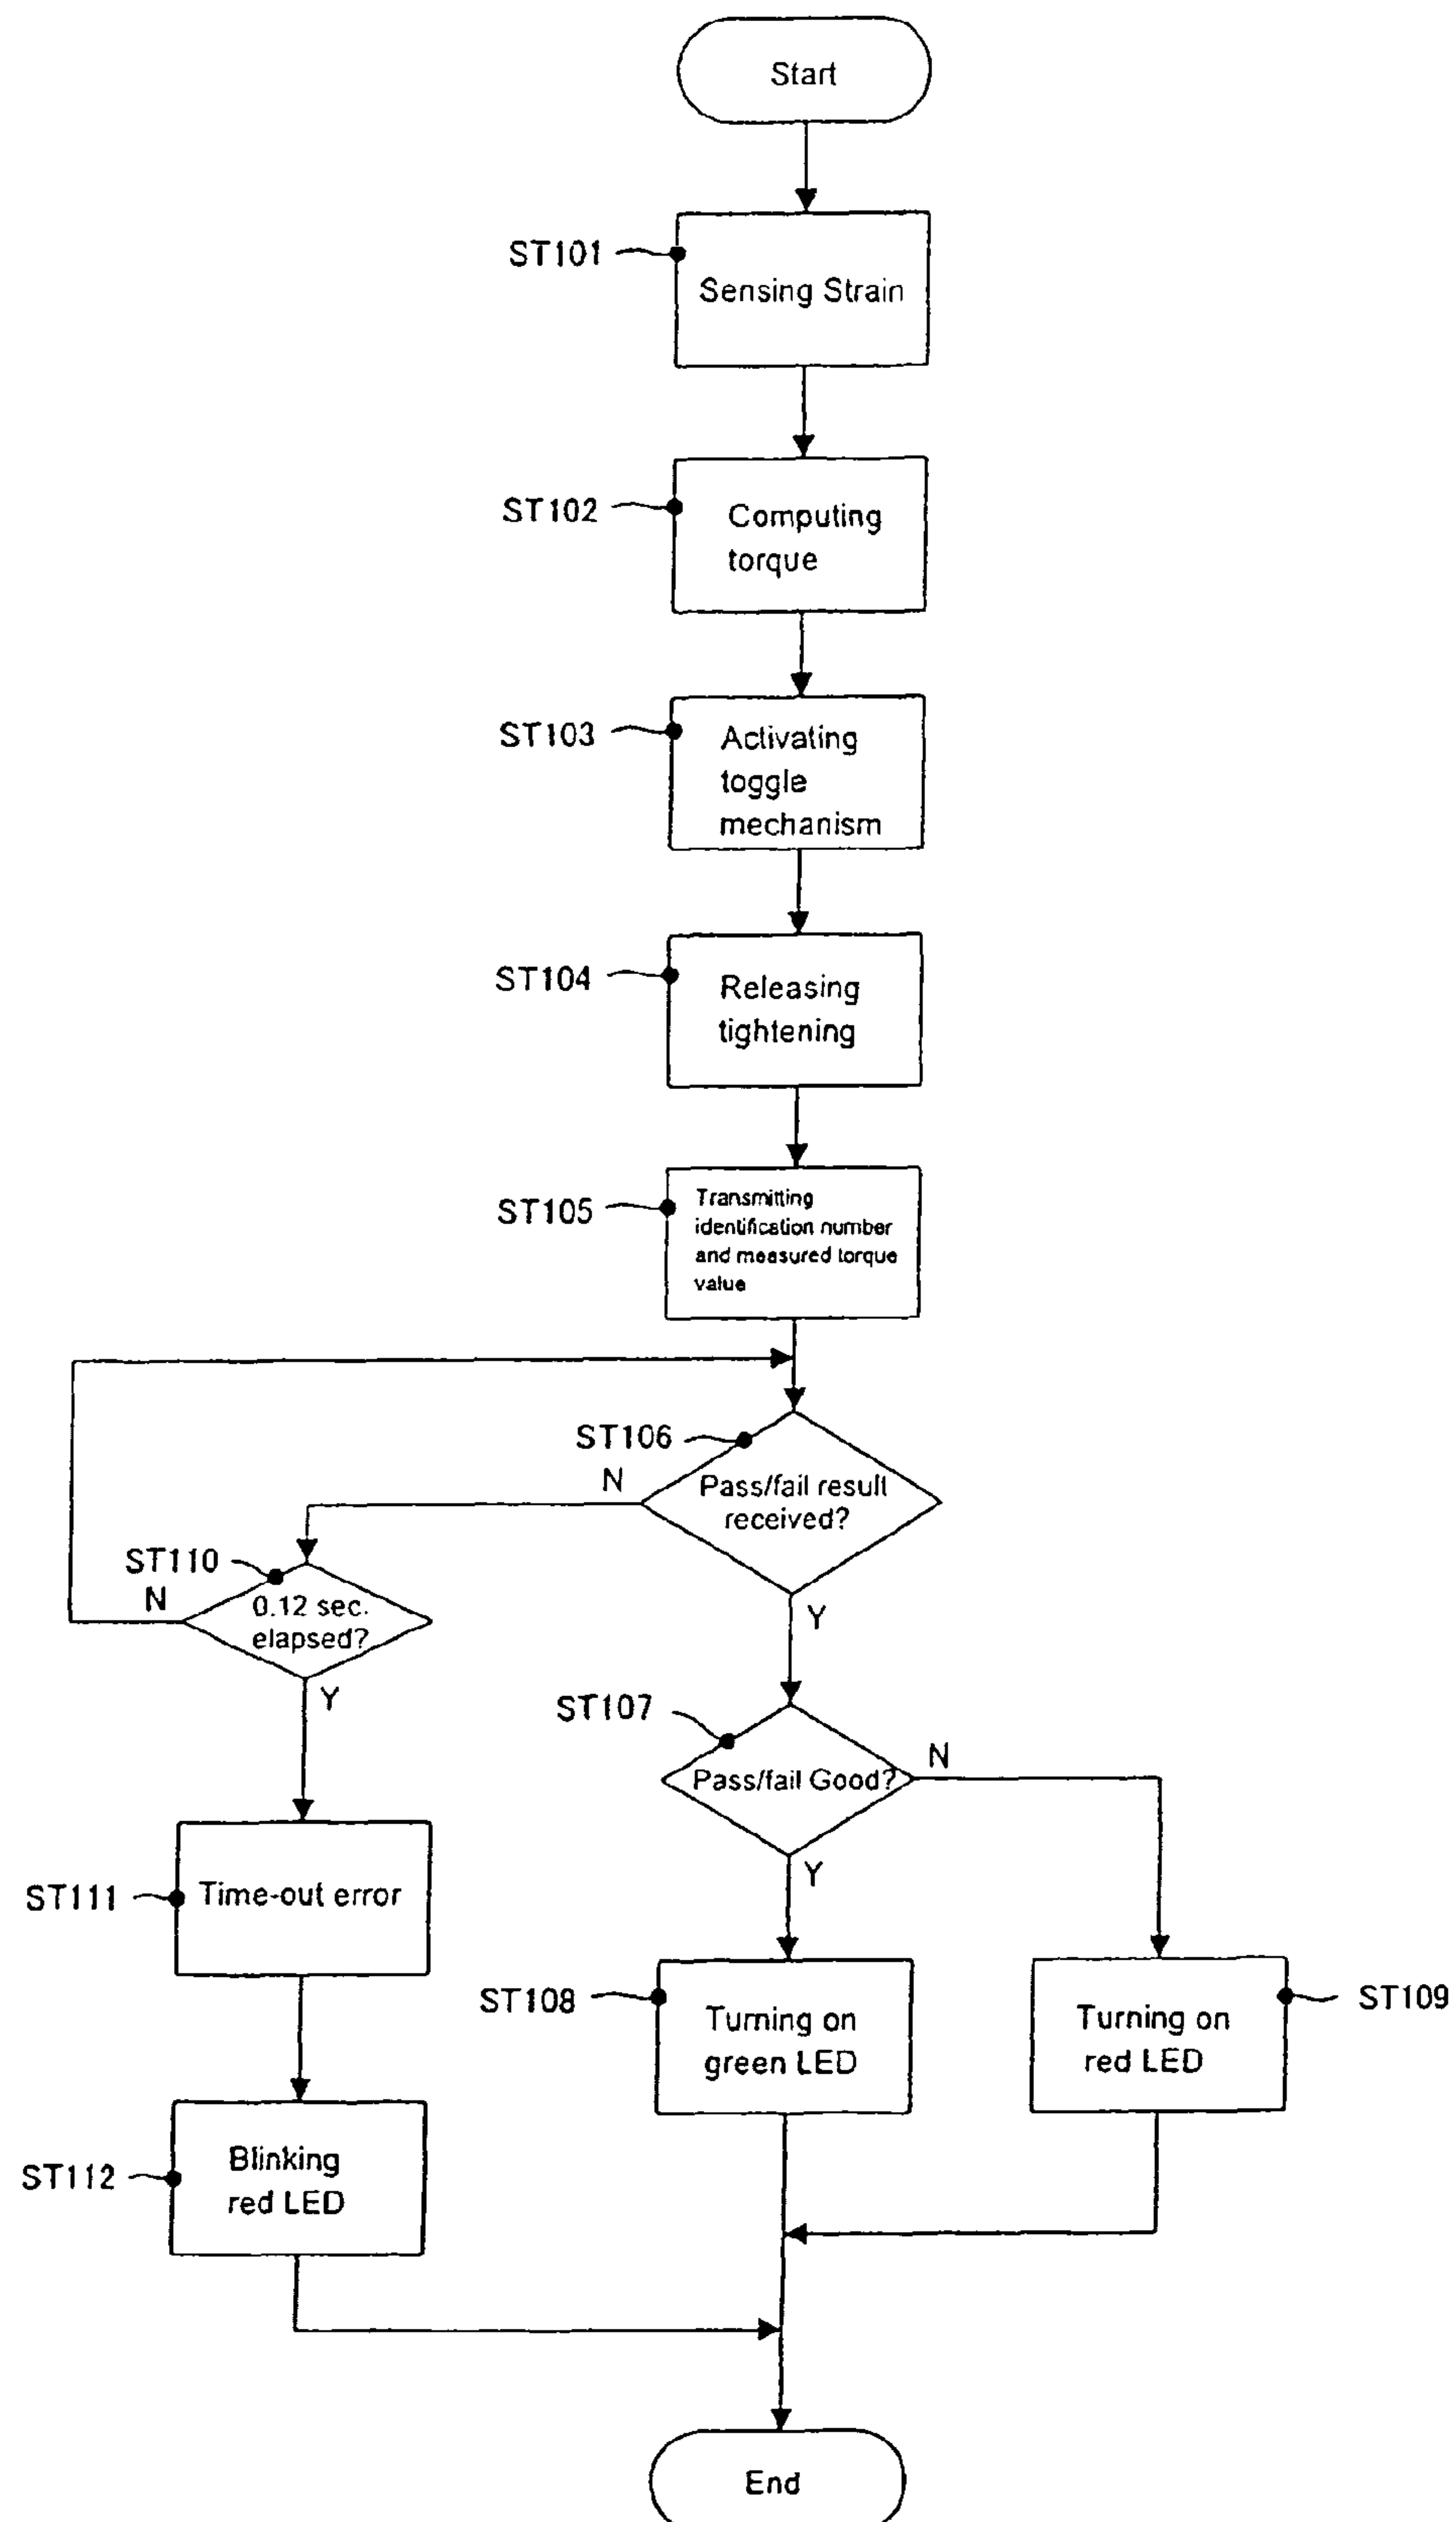 Start
ST101
Sensing Strain
ST102
Computing
torque
ST103
Activating
toggle
mechanism
ST104
Releasing
tightening
ST105
Transmitting
identification number
and measured torque
value
ST106
N
Pass/fail result
received?
Y
ST110
N
0.12 sec.
elapsed?
Y
ST107
N
Pass/fail Good?
Y
ST111
Time-out error
ST108
Turning on
green LED
Turning on
red LED
ST109
ST112
Blinking
red LED
End